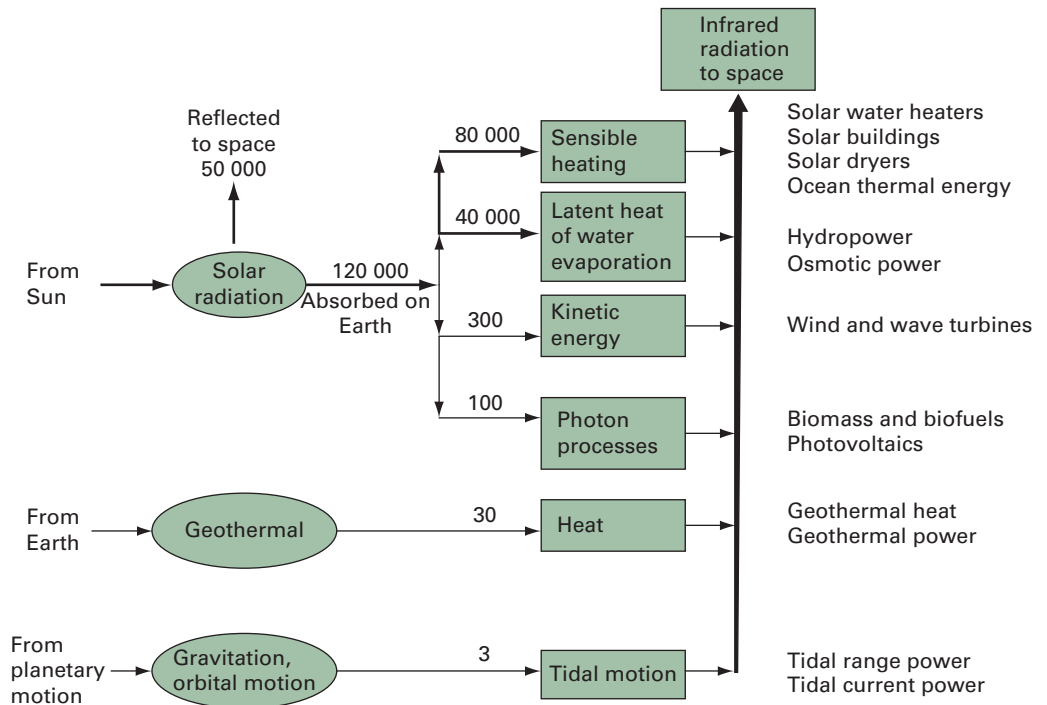 Infrared
radiation
to space
Reflected
to space
50 000
80 000
Sensible
heating
Solar water heaters
Solar buildings
Solar dryers
Ocean thermal energy
40 000
Latent heat
of water
evaporation
Hydropower
Osmotic power
From
Sun
Solar
radiation
120 000
Absorbed on
Earth
300
Kinetic
energy
Wind and wave turbines
100
Photon
processes
Biomass and biofuels
Photovoltaics
From
Earth
Geothermal
30
Heat
Geothermal heat
Geothermal power
From
planetary
motion
Gravitation,
orbital motion
3
Tidal motion
Tidal range power
Tidal current power